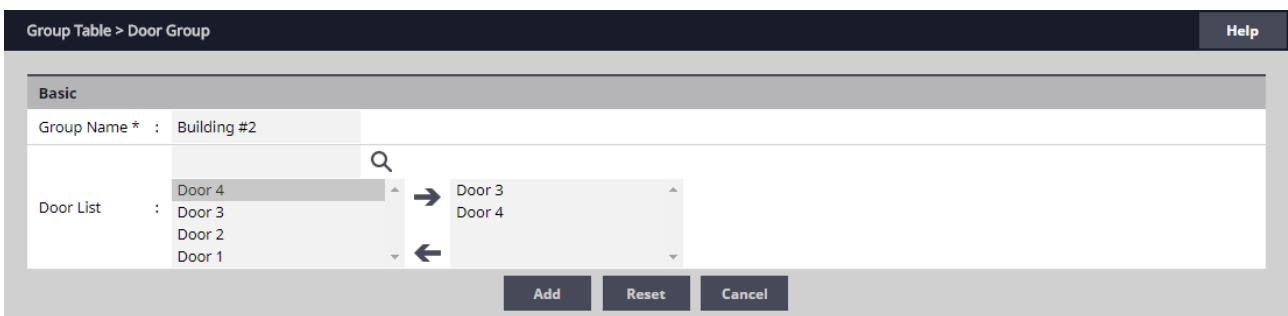 Group Table > Door Group Help
Basic
Group Name * : Building #2
Door List :
Door 4
Door 3
Door 2
Door 1
Door 3
Door 4
Add Reset Cancel